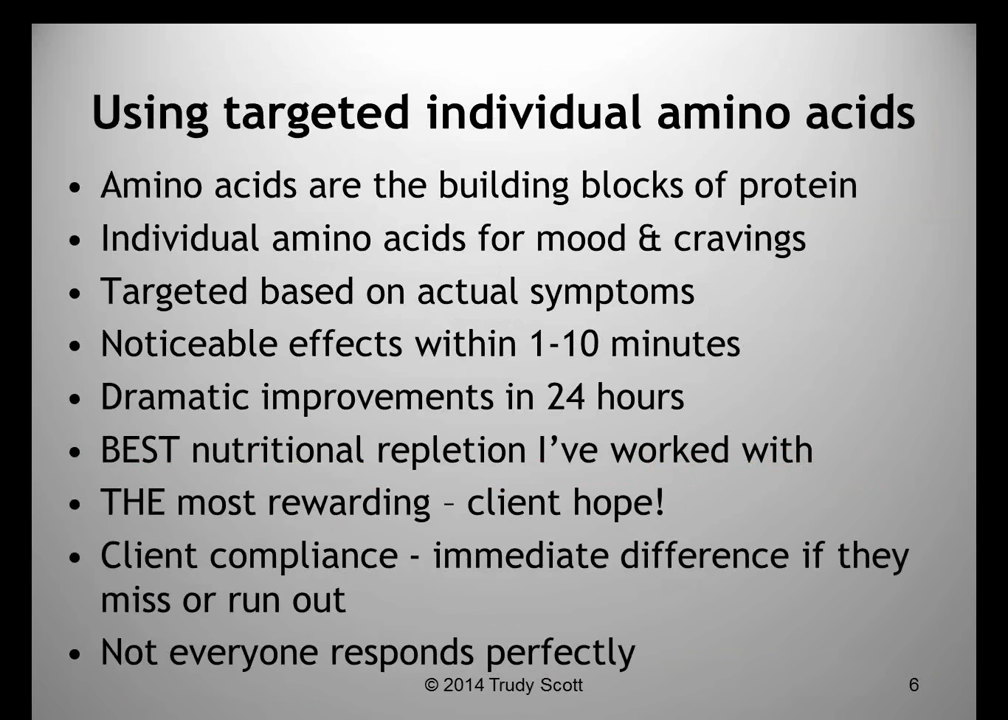 Using targeted individual amino acids
• Amino acids are the building blocks of protein
• Individual amino acids for mood & cravings
• Targeted based on actual symptoms
• Noticeable effects within 1-10 minutes
• Dramatic improvements in 24 hours
• BEST nutritional repletion I’ve worked with
• THE most rewarding – client hope!
• Client compliance - immediate difference if they
miss or run out
• Not everyone responds perfectly
© 2014 Trudy Scott
6